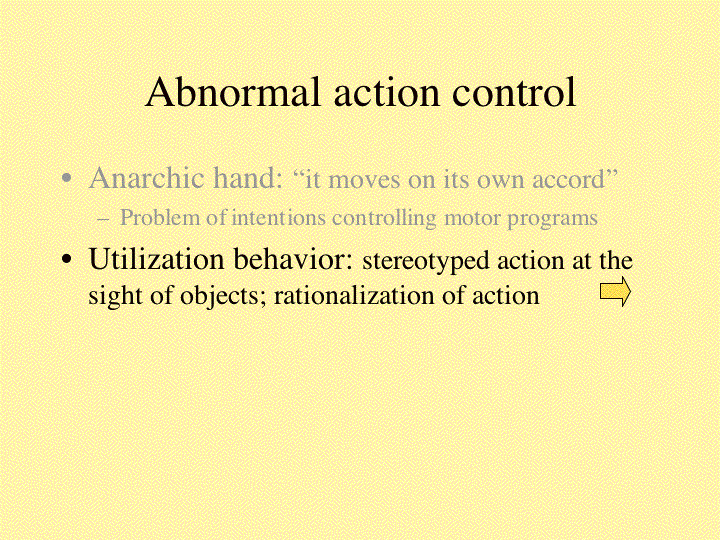 Abnormal action control
• Anarchic hand: “it moves on its own accord”
– Problem of intentions controlling motor programs
• Utilization behavior: stereotyped action at the
sight of objects; rationalization of action